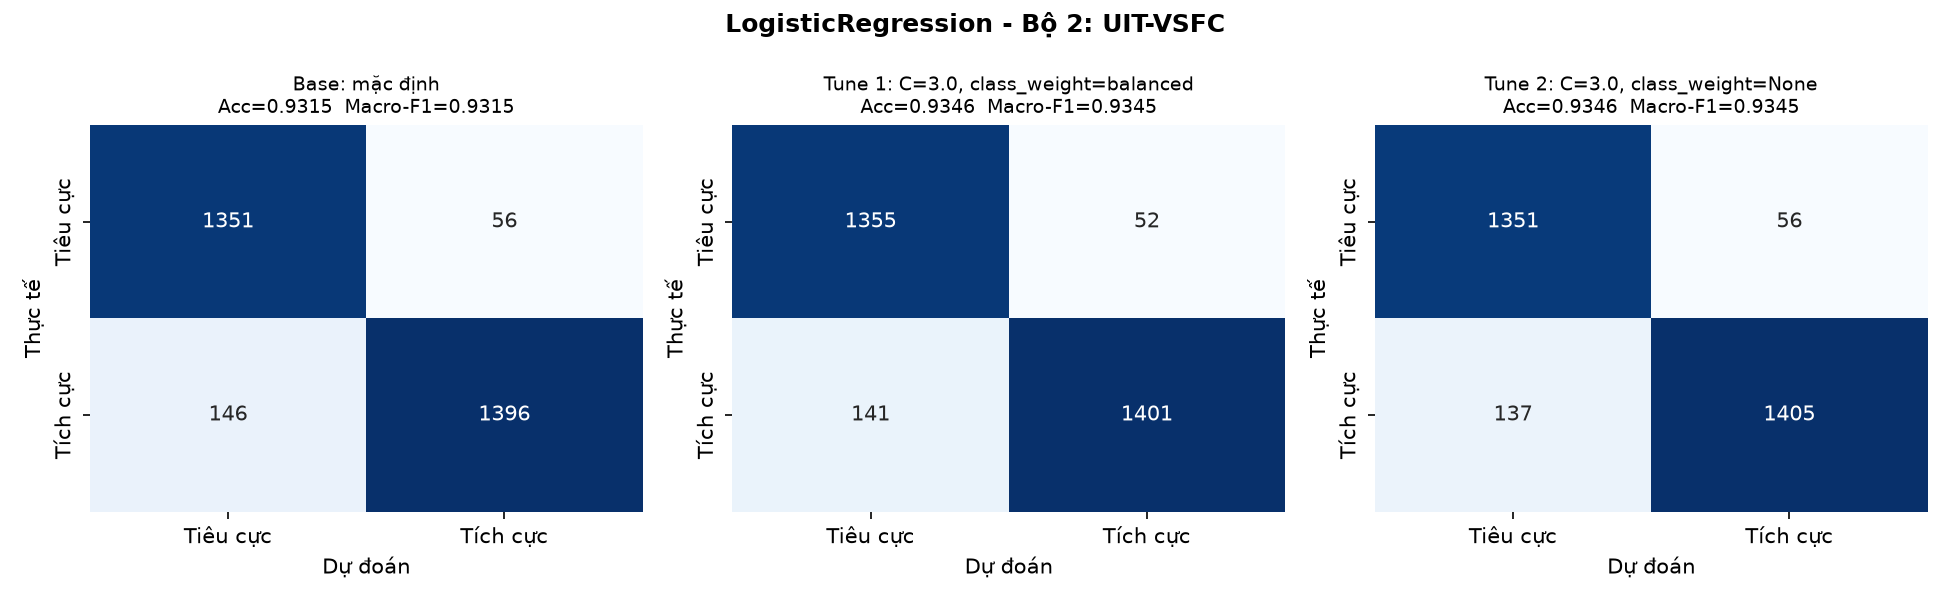 LogisticRegression - Bộ 2: UIT-VSFC
Base: mặc định
Acc=0.9315  Macro-F1=0.9315
Thực tế
Tiêu cực
1351
56
Tích cực
146
1396
Tiêu cực
Tích cực
Dự đoán
Tune 1: C=3.0, class_weight=balanced
Acc=0.9346  Macro-F1=0.9345
Thực tế
Tiêu cực
1355
52
Tích cực
141
1401
Tiêu cực
Tích cực
Dự đoán
Tune 2: C=3.0, class_weight=None
Acc=0.9346  Macro-F1=0.9345
Thực tế
Tiêu cực
1351
56
Tích cực
137
1405
Tiêu cực
Tích cực
Dự đoán